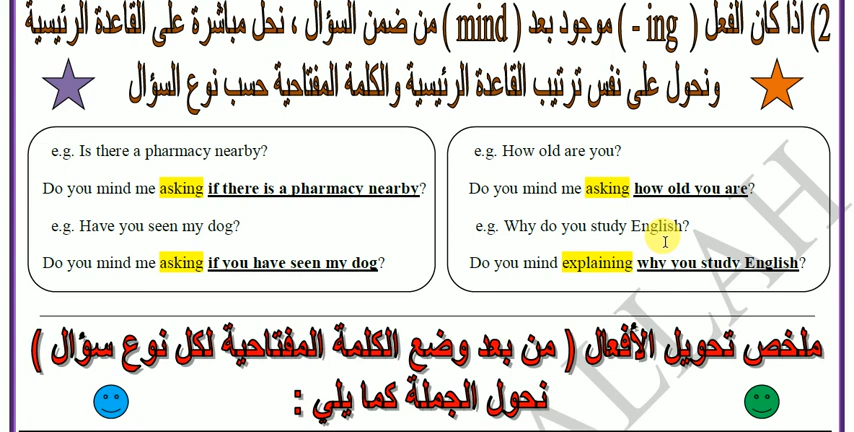 2) اذا كان الفعل ( ing - ) موجود بعد ( mind ) من ضمن السؤال ، نحل مباشرة على القاعدة الرئيسية
ونحول على نفس ترتيب القاعدة الرئيسية والكلمة المفتاحية حسب نوع السؤال
e.g. Is there a pharmacy nearby?
Do you mind me asking if there is a pharmacy nearby?
e.g. Have you seen my dog?
Do you mind me asking if you have seen my dog?
e.g. How old are you?
Do you mind me asking how old you are?
e.g. Why do you study English?
Do you mind explaining why you study English?
ملخص تحويل الأفعال ( من بعد وضع الكلمة المفتاحية لكل نوع سؤال )
نحول الجملة كما يلي :